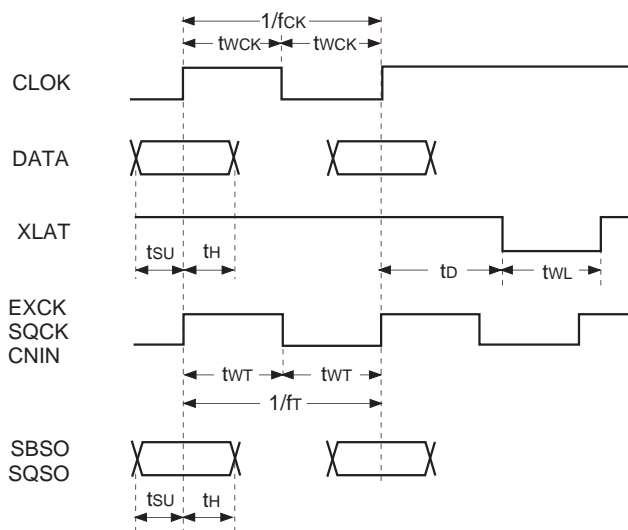 1/fCK
tWCK tWCK
CLOK
DATA
XLAT
tSU tH tD tWL
EXCK
SQCK
CNIN
tWT tWT
1/fT
SBSO
SQSO
tSU tH